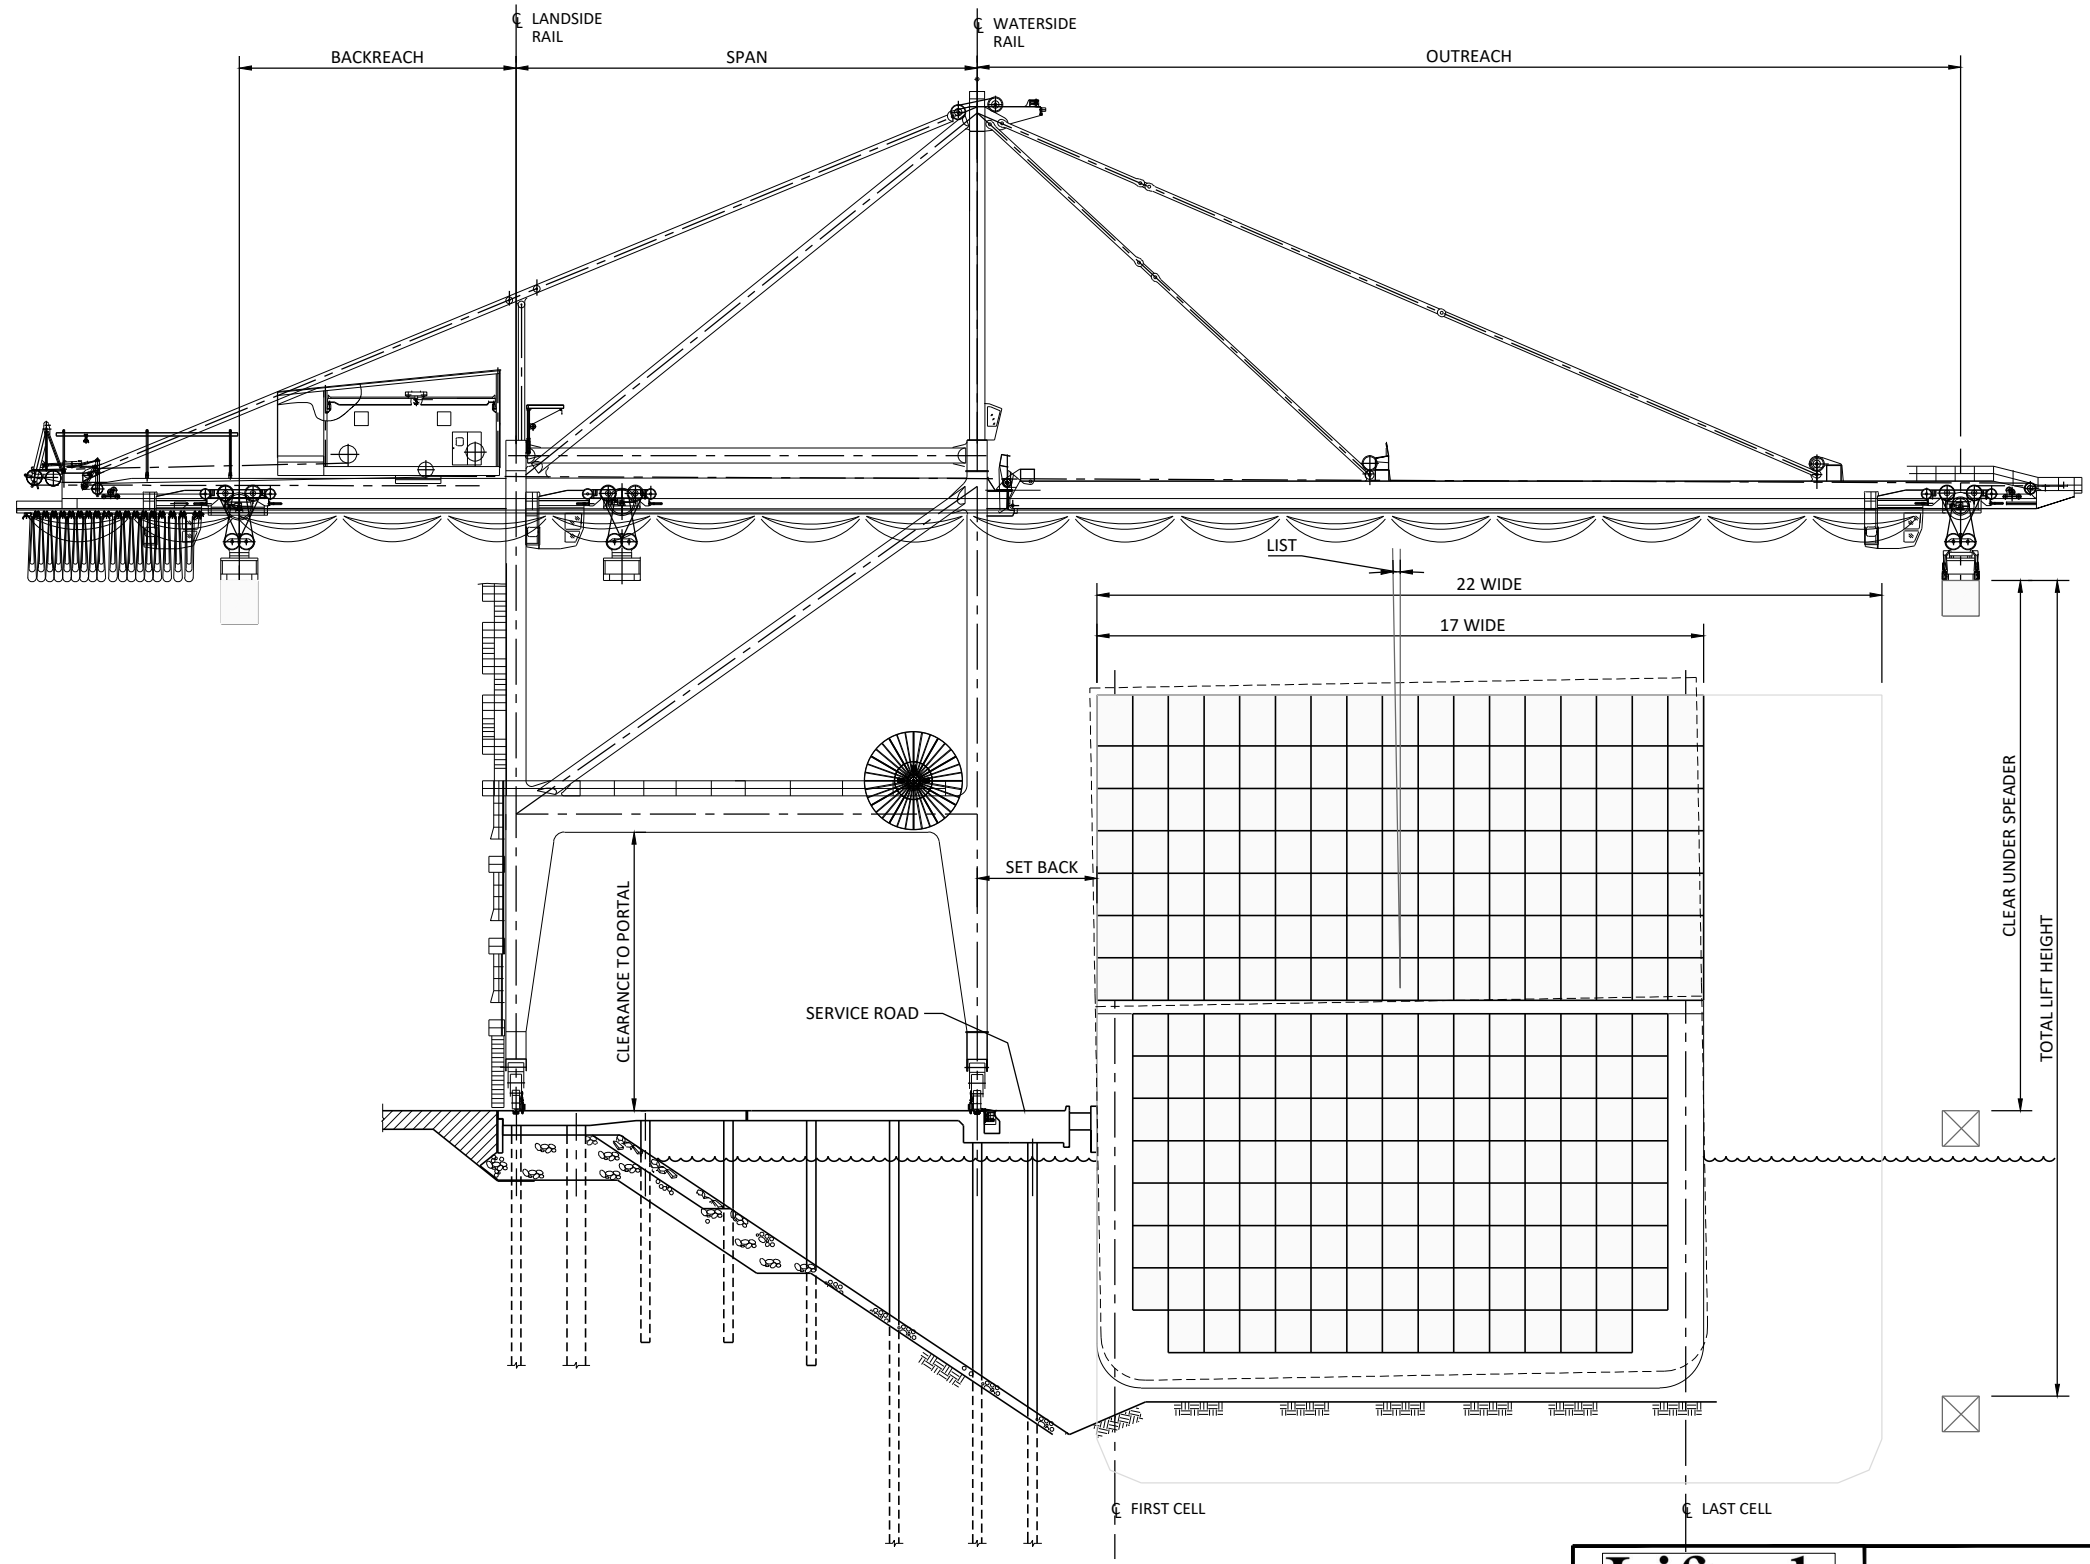 ℄ LANDSIDE
RAIL
℄ WATERSIDE
RAIL
BACKREACH
SPAN
OUTREACH
LIST
22 WIDE
17 WIDE
CLEAR UNDER SPEADER
SET BACK
CLEARANCE TO PORTAL
TOTAL LIFT HEIGHT
SERVICE ROAD
℄ FIRST CELL
℄ LAST CELL